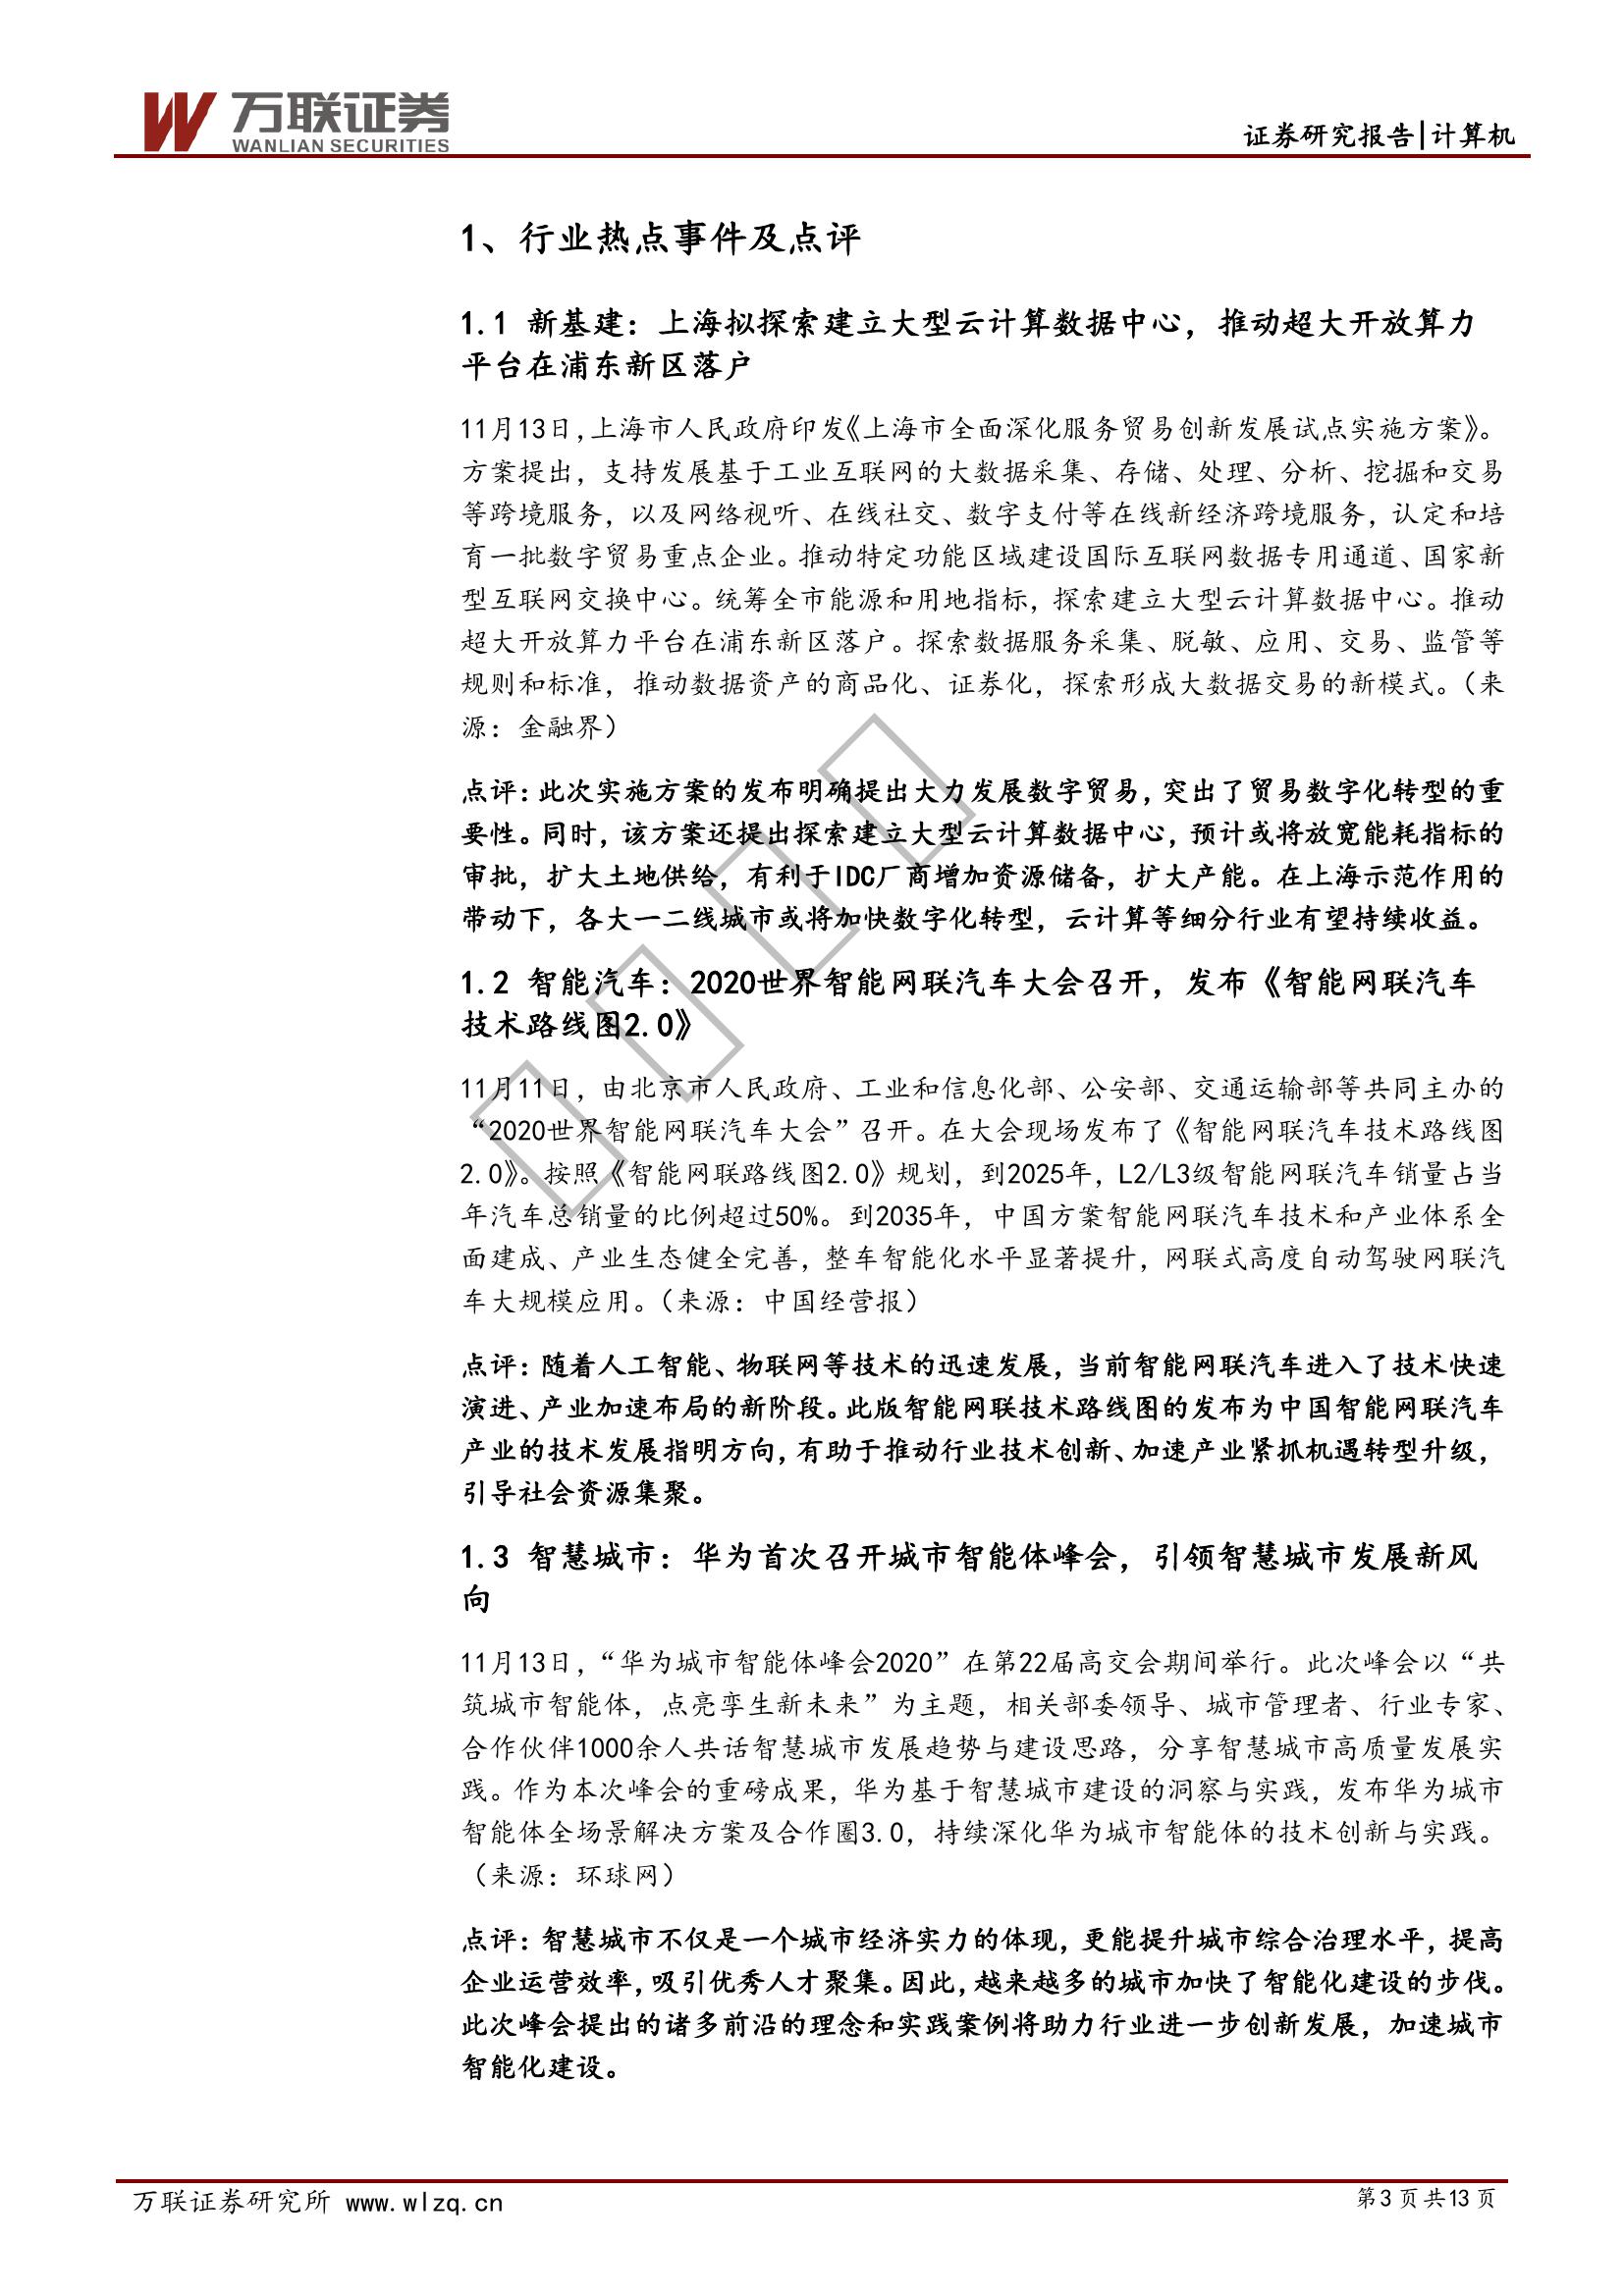 万联证券
WANLIAN SECURITIES
证券研究报告|计算机
1、行业热点事件及点评
1.1 新基建：上海拟探索建立大型云计算数据中心，推动超大开放算力
平台在浦东新区落户
11月13日，上海市人民政府印发《上海市全面深化服务贸易创新发展试点实施方案》。
方案提出，支持发展基于工业互联网的大数据采集、存储、处理、分析、挖掘和交易
等跨境服务，以及网络视听、在线社交、数字支付等在线新经济跨境服务，认定和培
育一批数字贸易重点企业。推动特定功能区域建设国际互联网数据专用通道、国家新
型互联网交换中心。统筹全市能源和用地指标，探索建立大型云计算数据中心。推动
超大开放算力平台在浦东新区落户。探索数据服务采集、脱敏、应用、交易、监管等
规则和标准，推动数据资产的商品化、证券化，探索形成大数据交易的新模式。（来
源：金融界）
点评：此次实施方案的发布明确提出大力发展数字贸易，突出了贸易数字化转型的重
要性。同时，该方案还提出探索建立大型云计算数据中心，预计或将放宽能耗指标的
审批，扩大土地供给，有利于IDC厂商增加资源储备，扩大产能。在上海示范作用的
带动下，各大一二线城市或将加快数字化转型，云计算等细分行业有望持续收益。
1.2 智能汽车：2020世界智能网联汽车大会召开，发布《智能网联汽车
技术路线图2.0》
11月11日，由北京市人民政府、工业和信息化部、公安部、交通运输部等共同主办的
“2020世界智能网联汽车大会”召开。在大会现场发布了《智能网联汽车技术路线图
2.0》。按照《智能网联路线图2.0》规划，到2025年，L2/L3级智能网联汽车销量占当
年汽车总销量的比例超过50%。到2035年，中国方案智能网联汽车技术和产业体系全
面建成、产业生态健全完善，整车智能化水平显著提升，网联式高度自动驾驶网联汽
车大规模应用。（来源：中国经营报）
点评：随着人工智能、物联网等技术的迅速发展，当前智能网联汽车进入了技术快速
演进、产业加速布局的新阶段。此版智能网联技术路线图的发布为中国智能网联汽车
产业的技术发展指明方向，有助于推动行业技术创新、加速产业紧抓机遇转型升级，
引导社会资源集聚。
1.3 智慧城市：华为首次召开城市智能体峰会，引领智慧城市发展新风
向
11月13日，“华为城市智能体峰会2020”在第22届高交会期间举行。此次峰会以“共
筑城市智能体，点亮孪生新未来”为主题，相关部委领导、城市管理者、行业专家、
合作伙伴1000余人共话智慧城市发展趋势与建设思路，分享智慧城市高质量发展实
践。作为本次峰会的重磅成果，华为基于智慧城市建设的洞察与实践，发布华为城市
智能体全场景解决方案及合作圈3.0，持续深化华为城市智能体的技术创新与实践。
（来源：环球网）
点评：智慧城市不仅是一个城市经济实力的体现，更能提升城市综合治理水平，提高
企业运营效率，吸引优秀人才聚集。因此，越来越多的城市加快了智能化建设的步伐。
此次峰会提出的诸多前沿的理念和实践案例将助力行业进一步创新发展，加速城市
智能化建设。
万联证券研究所 www.wlzq.cn
第 3 页 共 13 页